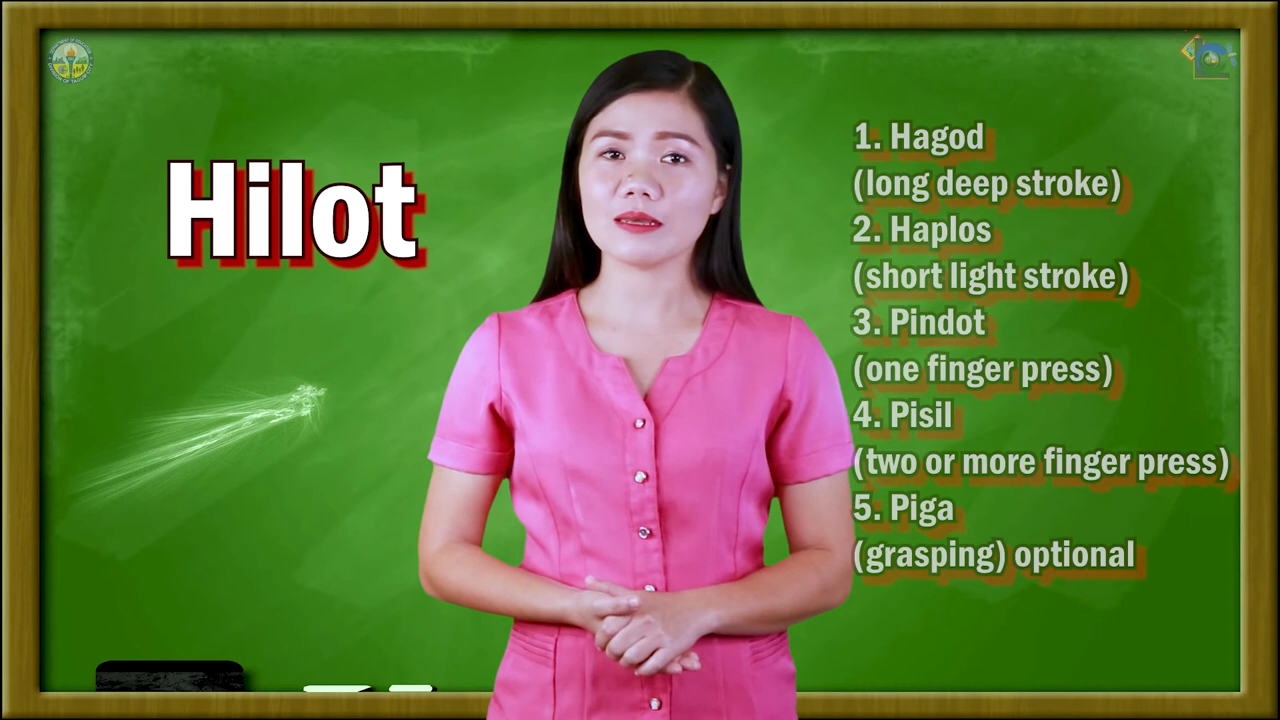 Hilot
1. Hagod
(long deep stroke)
2. Haplos
(short light stroke)
3. Pindot
(one finger press)
4. Pisil
(two or more finger press)
5. Piga
(grasping) optional